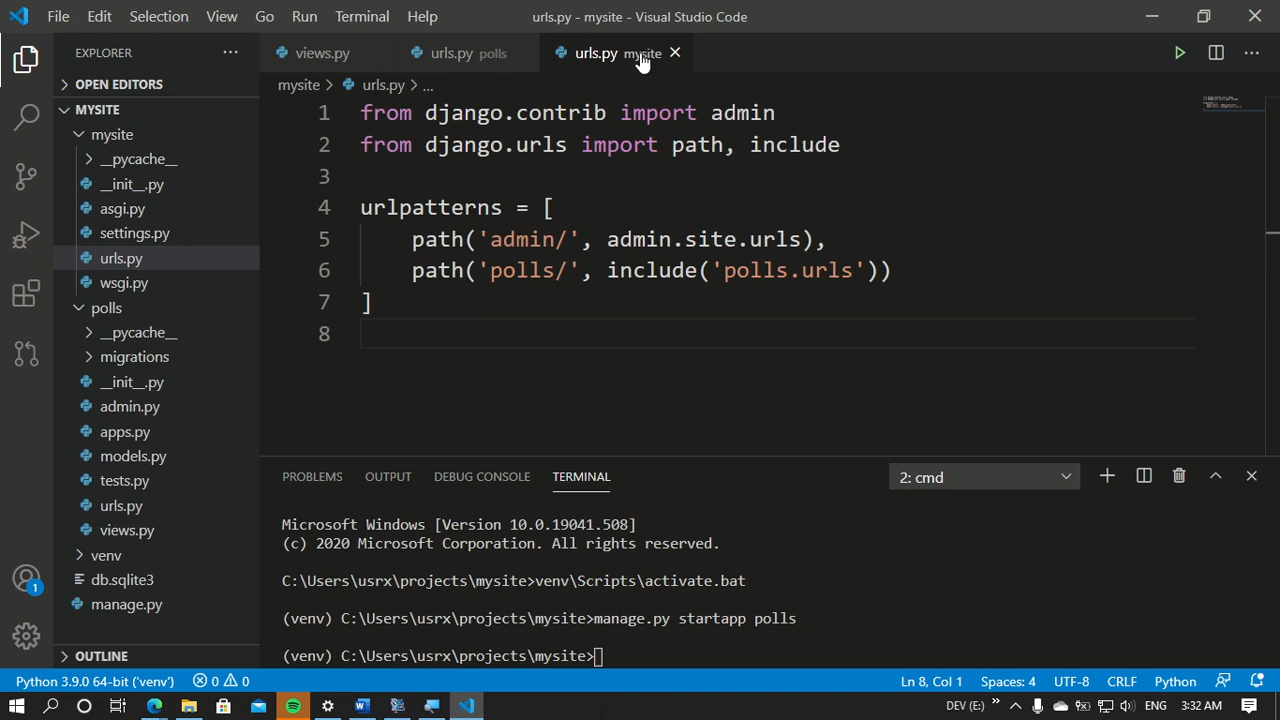 File Edit Selection View Go Run Terminal Help urls.py - mysite - Visual Studio Code
EXPLORER ··· views.py urls.py polls urls.py mysite
OPEN EDITORS
mysite > urls.py > ...
MYSITE
mysite
__pycache__
__init__.py
asgi.py
settings.py
urls.py
wsgi.py
polls
__pycache__
migrations
__init__.py
admin.py
apps.py
models.py
tests.py
urls.py
views.py
venv
db.sqlite3
manage.py
OUTLINE
1 from django.contrib import admin
2 from django.urls import path, include
3
4 urlpatterns = [
5 path('admin/', admin.site.urls),
6 path('polls/', include('polls.urls'))
7 ]
8
PROBLEMS OUTPUT DEBUG CONSOLE TERMINAL 2: cmd
Microsoft Windows [Version 10.0.19041.508]
(c) 2020 Microsoft Corporation. All rights reserved.
C:\Users\usrx\projects\mysite>venv\Scripts\activate.bat
(venv) C:\Users\usrx\projects\mysite>manage.py startapp polls
(venv) C:\Users\usrx\projects\mysite>
1
Python 3.9.0 64-bit ('venv') 0 0 Ln 8, Col 1 Spaces: 4 UTF-8 CRLF Python
DEV (E:) ENG 3:32 AM